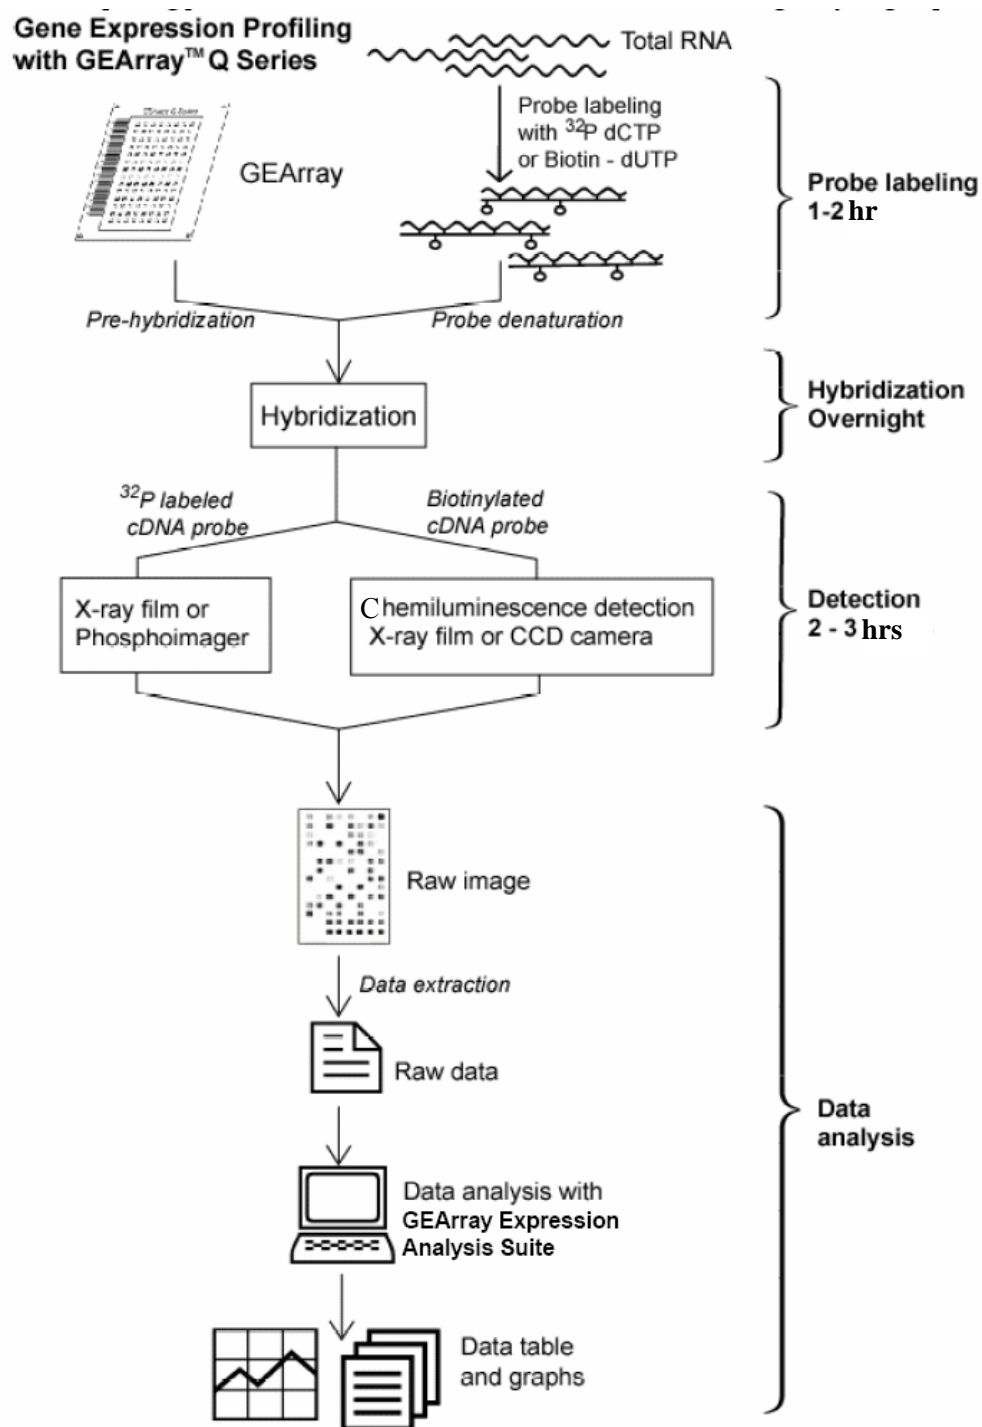 Gene Expression Profiling
with GEArray™ Q Series
Total RNA
Probe labeling
with ³²P dCTP
or Biotin - dUTP
GEArray
Probe labeling
1-2 hr
Pre-hybridization
Probe denaturation
Hybridization
Hybridization
Overnight
³²P labeled
cDNA probe
Biotinylated
cDNA probe
X-ray film or
Phosphoimager
Chemiluminescence detection
X-ray film or CCD camera
Detection
2 - 3 hrs
Raw image
Data extraction
Raw data
Data
analysis
Data analysis with
GEArray Expression
Analysis Suite
Data table
and graphs